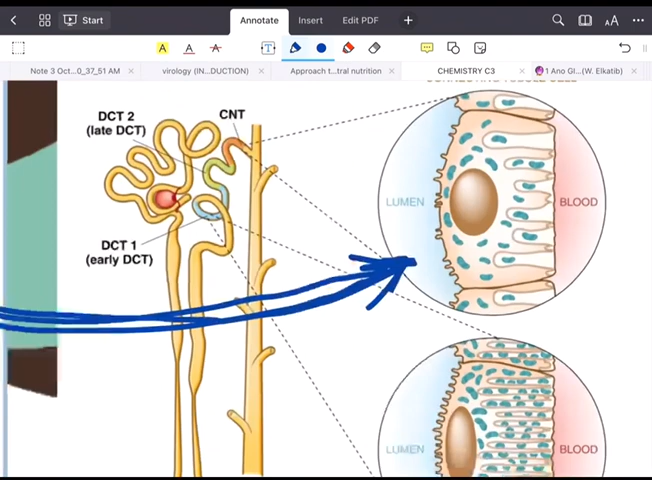 Start
Annotate
Insert
Edit PDF
Note 3 Oct...0_37_51 AM
virology (IN...DUCTION)
Approach t...tral nutrition
CHEMISTRY C3
1 Ano Gl...(W. Elkatib)
DCT 2
(late DCT)
CNT
LUMEN
BLOOD
DCT 1
(early DCT)
LUMEN
BLOOD